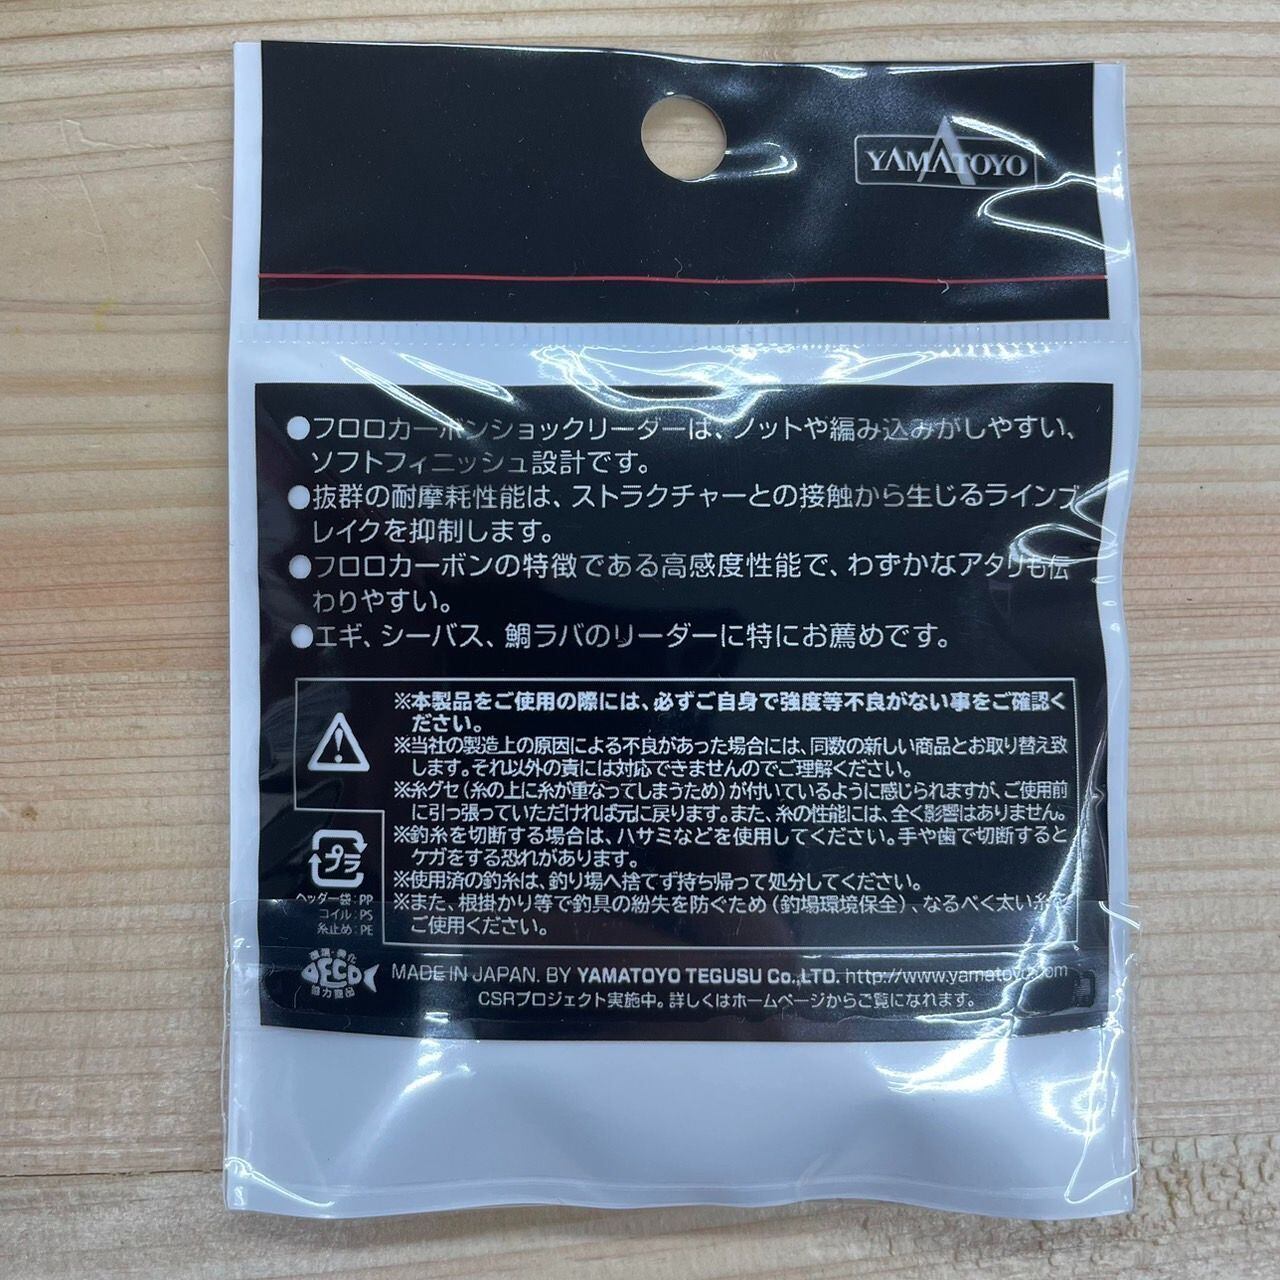 YAMATOYO
●フロロカーボンショックリーダーは、ノットや編み込みがしやすい、
ソフトフィニッシュ設計です。
●抜群の耐摩耗性能は、ストラクチャーとの接触から生じるラインブ
レイクを抑制します。
●フロロカーボンの特徴である高感度性能で、わずかなアタリも伝
わりやすい。
●エギ、シーバス、鯛ラバのリーダーに特にお薦めです。
※本製品をご使用の際には、必ずご自身で強度等不良がない事をご確認く
ださい。
※当社の製造上の原因による不良があった場合には、同数の新しい商品とお取り替え致
します。それ以外の責には対応できませんのでご理解ください。
※糸グセ(糸の上に糸が重なってしまうため)が付いているように感じられますが、ご使用前
に引っ張っていただければ元に戻ります。また、糸の性能には、全く影響はありません。
※釣糸を切断する場合は、ハサミなどを使用してください。手や歯で切断すると
ケガをする恐れがあります。
※使用済の釣糸は、釣り場へ捨てず持ち帰って処分してください。
※また、根掛かり等で釣具の紛失を防ぐため(釣場環境保全)、なるべく太い糸を
ご使用ください。
プラ
ヘッダー袋:PP
コイル:PS
糸止め:PE
環境・美化
ECO
協力商品
MADE IN JAPAN. BY YAMATOYO TEGUSU Co.,LTD. http://www.yamatoyo.com
CSRプロジェクト実施中。詳しくはホームページからご覧になれます。